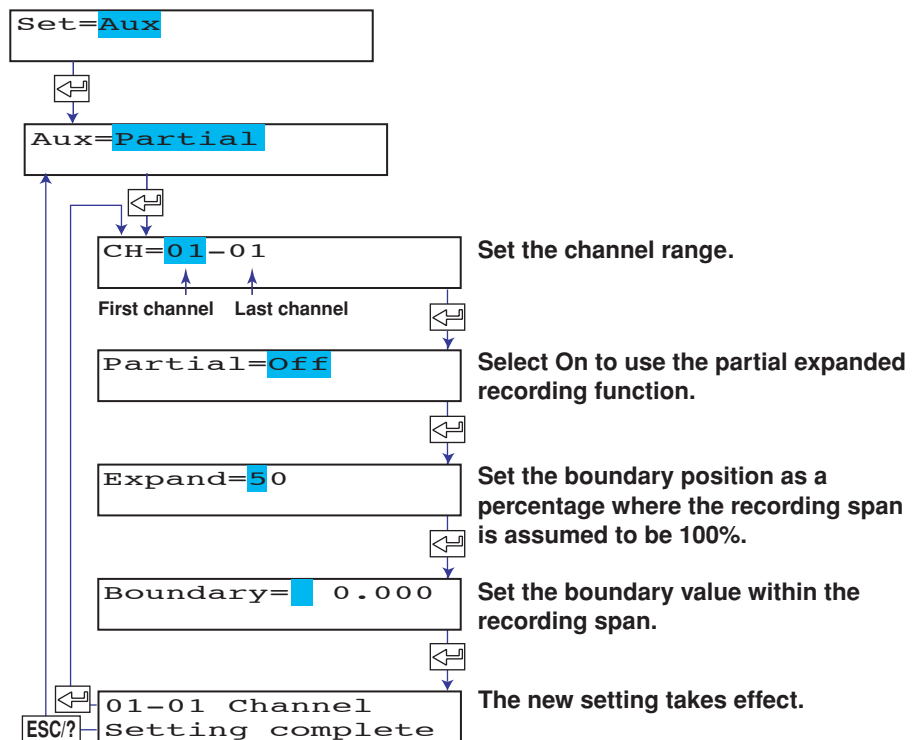 Set=Aux
Aux=Partial
CH=01–01
Set the channel range.
First channel Last channel
Partial=Off
Select On to use the partial expanded
recording function.
Expand=50
Set the boundary position as a
percentage where the recording span
is assumed to be 100%.
Boundary= 0.000
Set the boundary value within the
recording span.
01–01 Channel
Setting complete
The new setting takes effect.
ESC/?